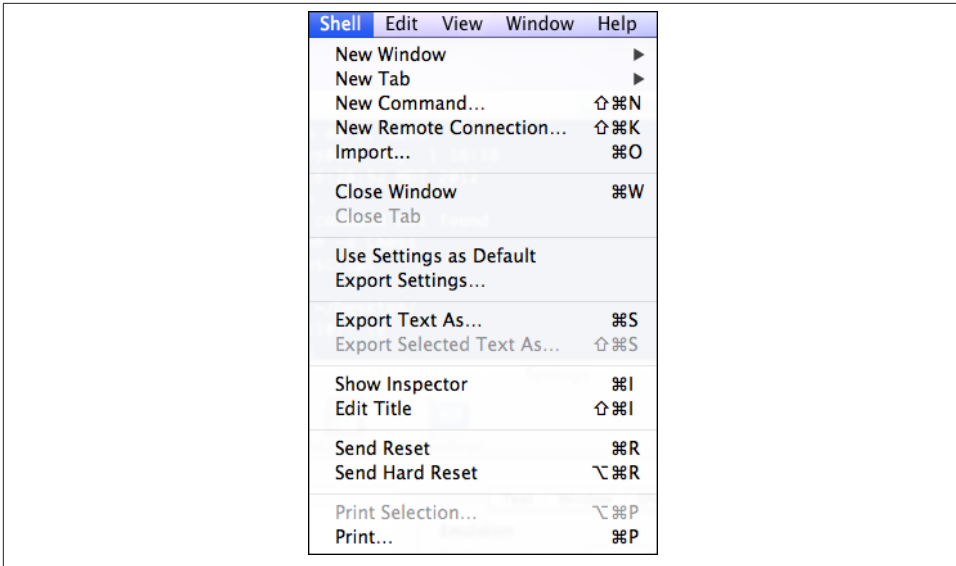 Shell Edit View Window Help
New Window ▶
New Tab ▶
New Command... ⇧⌘N
New Remote Connection... ⇧⌘K
Import... ⌘O
Close Window ⌘W
Close Tab
Use Settings as Default
Export Settings...
Export Text As... ⌘S
Export Selected Text As... ⇧⌘S
Show Inspector ⌘I
Edit Title ⇧⌘I
Send Reset ⌘R
Send Hard Reset ⌥⌘R
Print Selection... ⌥⌘P
Print... ⌘P